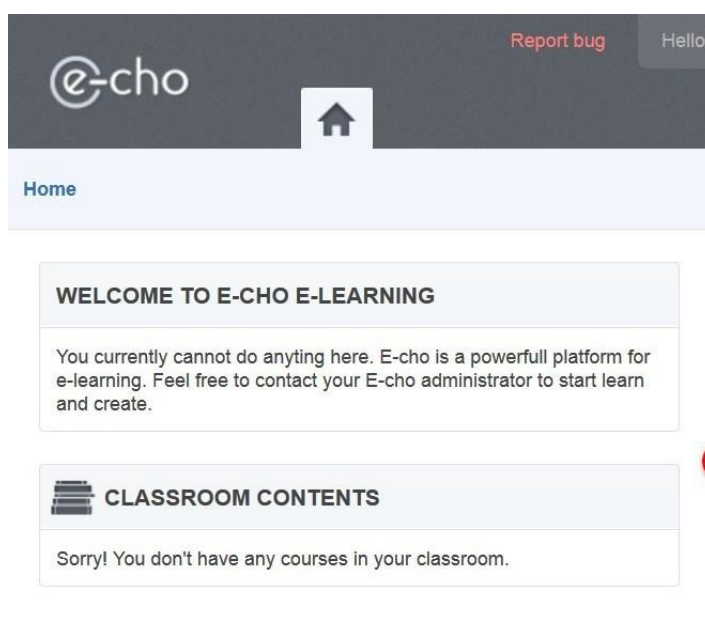 Report bug
Hello
e-cho
Home
WELCOME TO E-CHO E-LEARNING
You currently cannot do anyting here. E-cho is a powerfull platform for
e-learning. Feel free to contact your E-cho administrator to start learn
and create.
CLASSROOM CONTENTS
Sorry! You don't have any courses in your classroom.